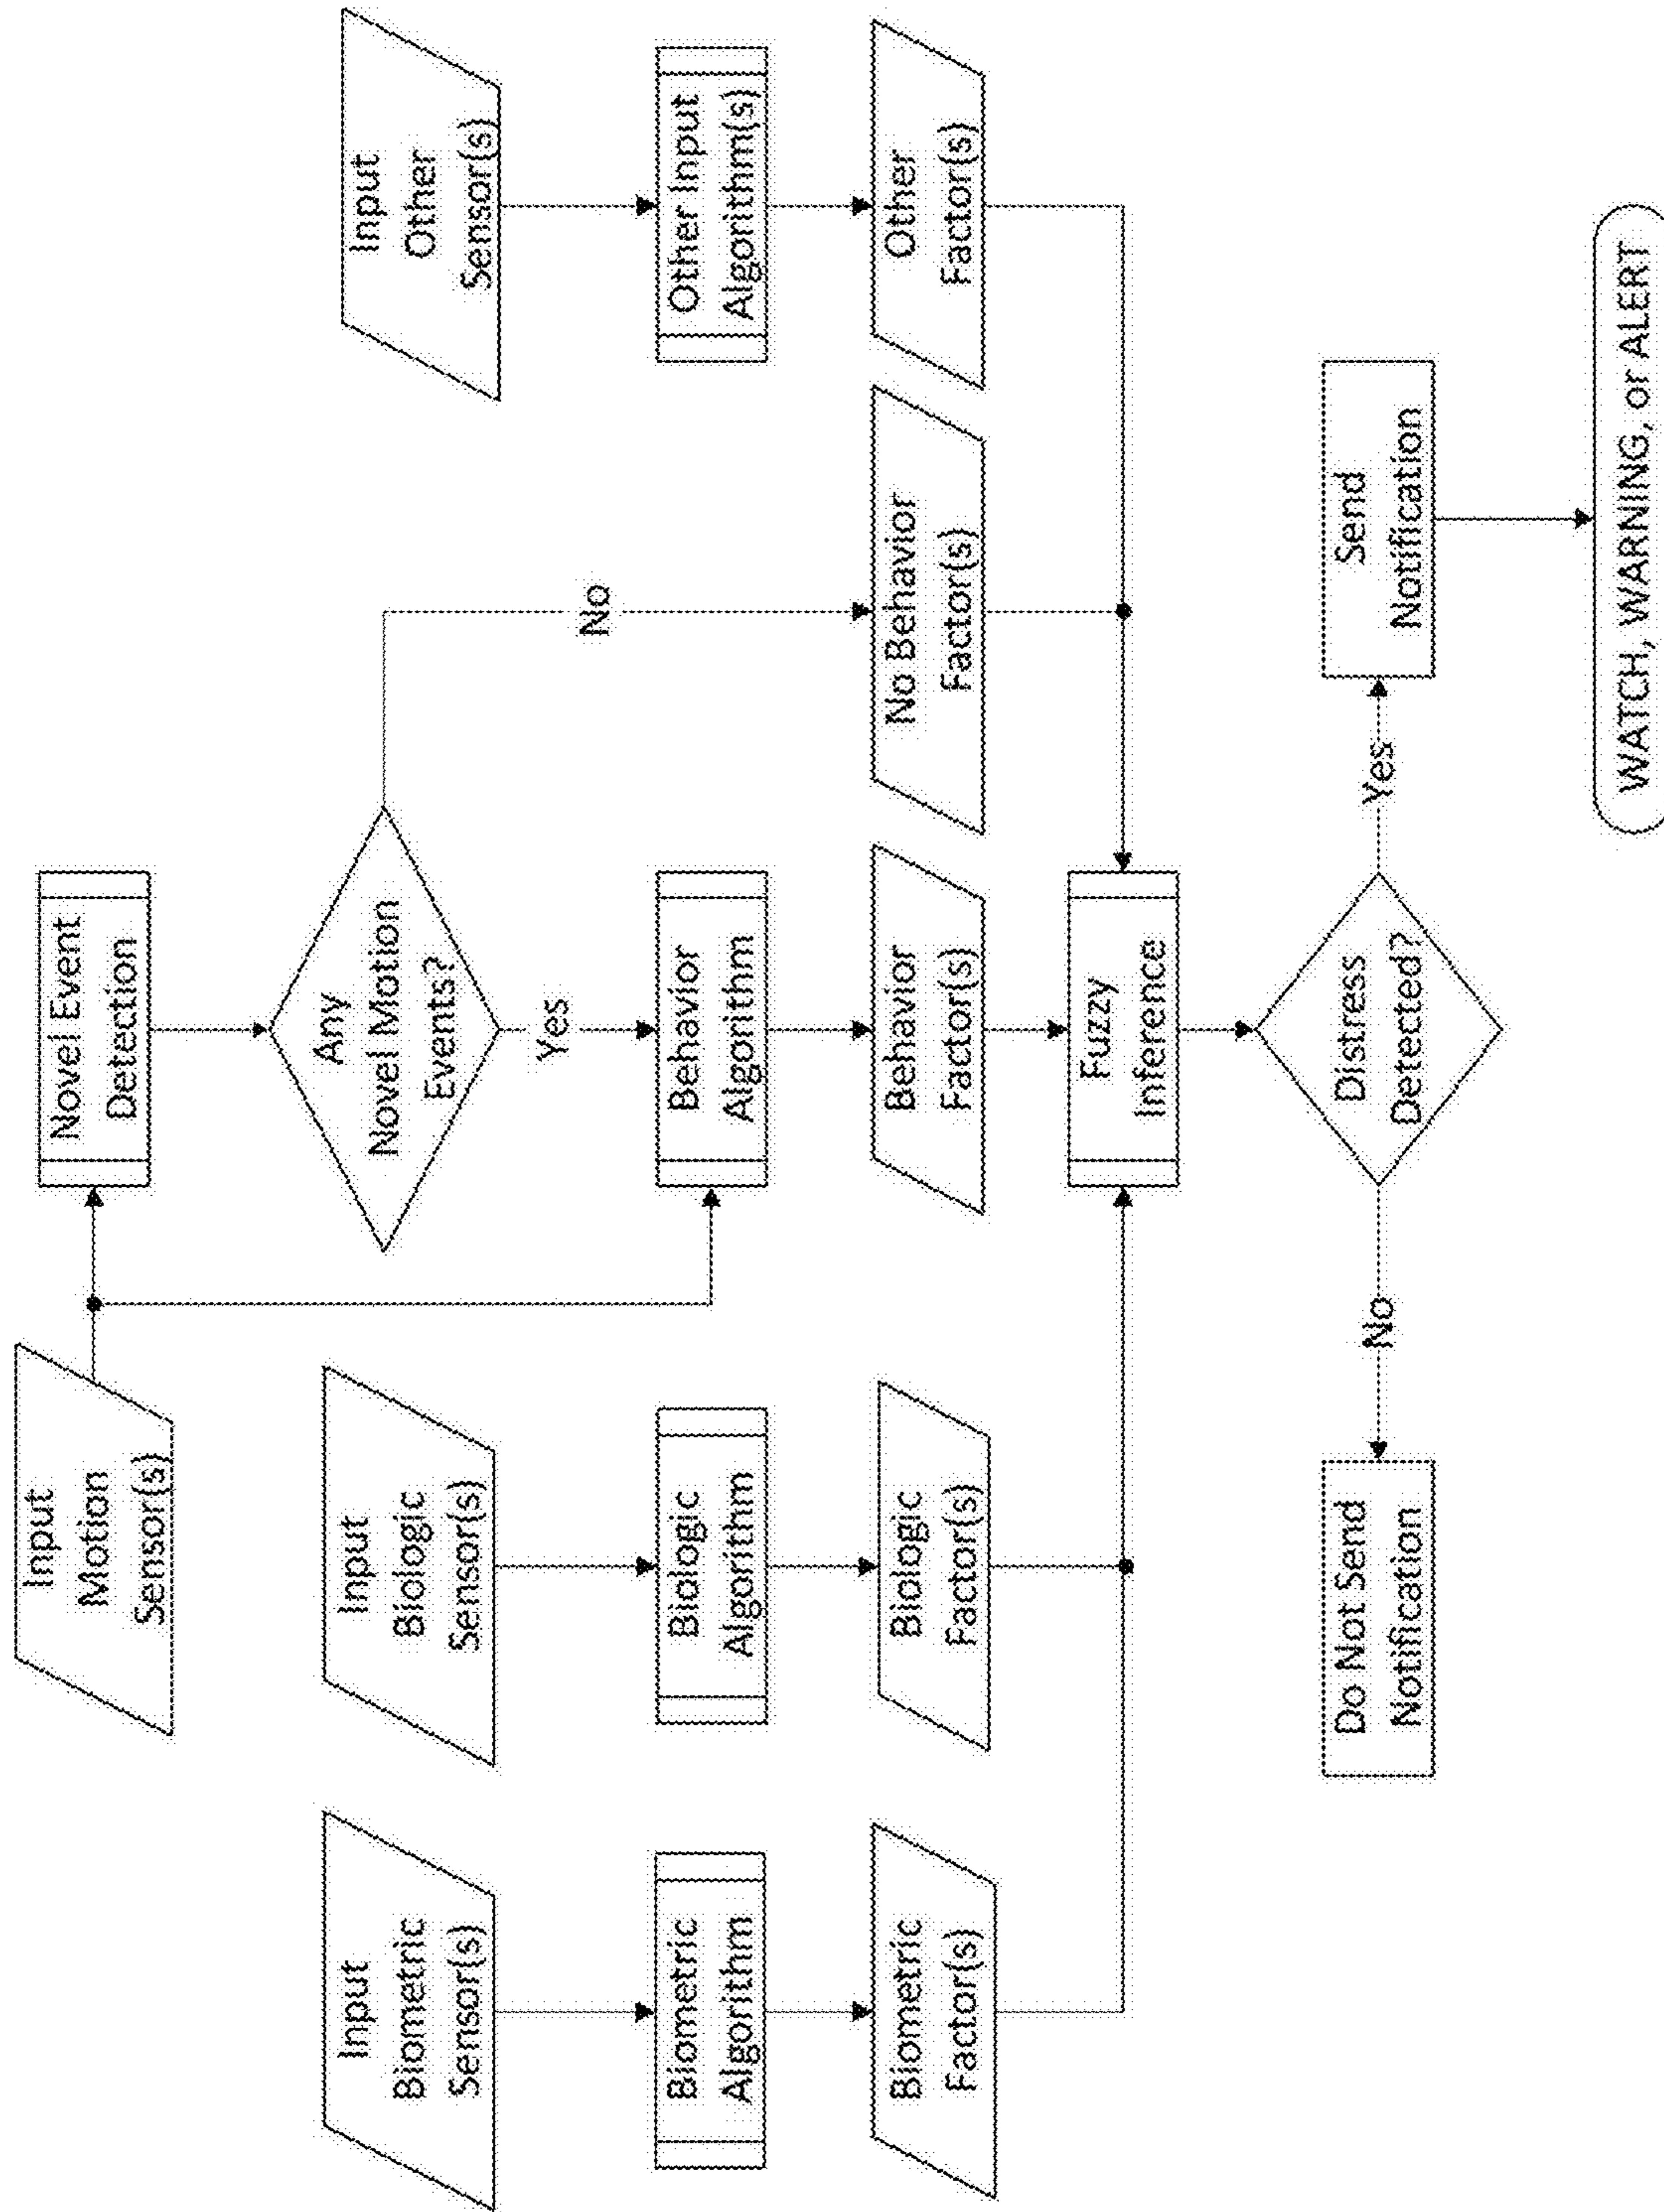 Input
Motion
Sensor(s)
Novel Event
Detection
Input
Biometric
Sensor(s)
Input
Biologic
Sensor(s)
Any
Novel Motion
Events?
Input
Other
Sensor(s)
Yes
No
Biometric
Algorithm
Biologic
Algorithm
Behavior
Algorithm
Other Input
Algorithm(s)
Biometric
Factor(s)
Biologic
Factor(s)
Behavior
Factor(s)
No Behavior
Factor(s)
Other
Factor(s)
Fuzzy
Inference
Do Not Send
Notification
No
Distress
Detected?
Yes
Send
Notification
WATCH, WARNING, or ALERT